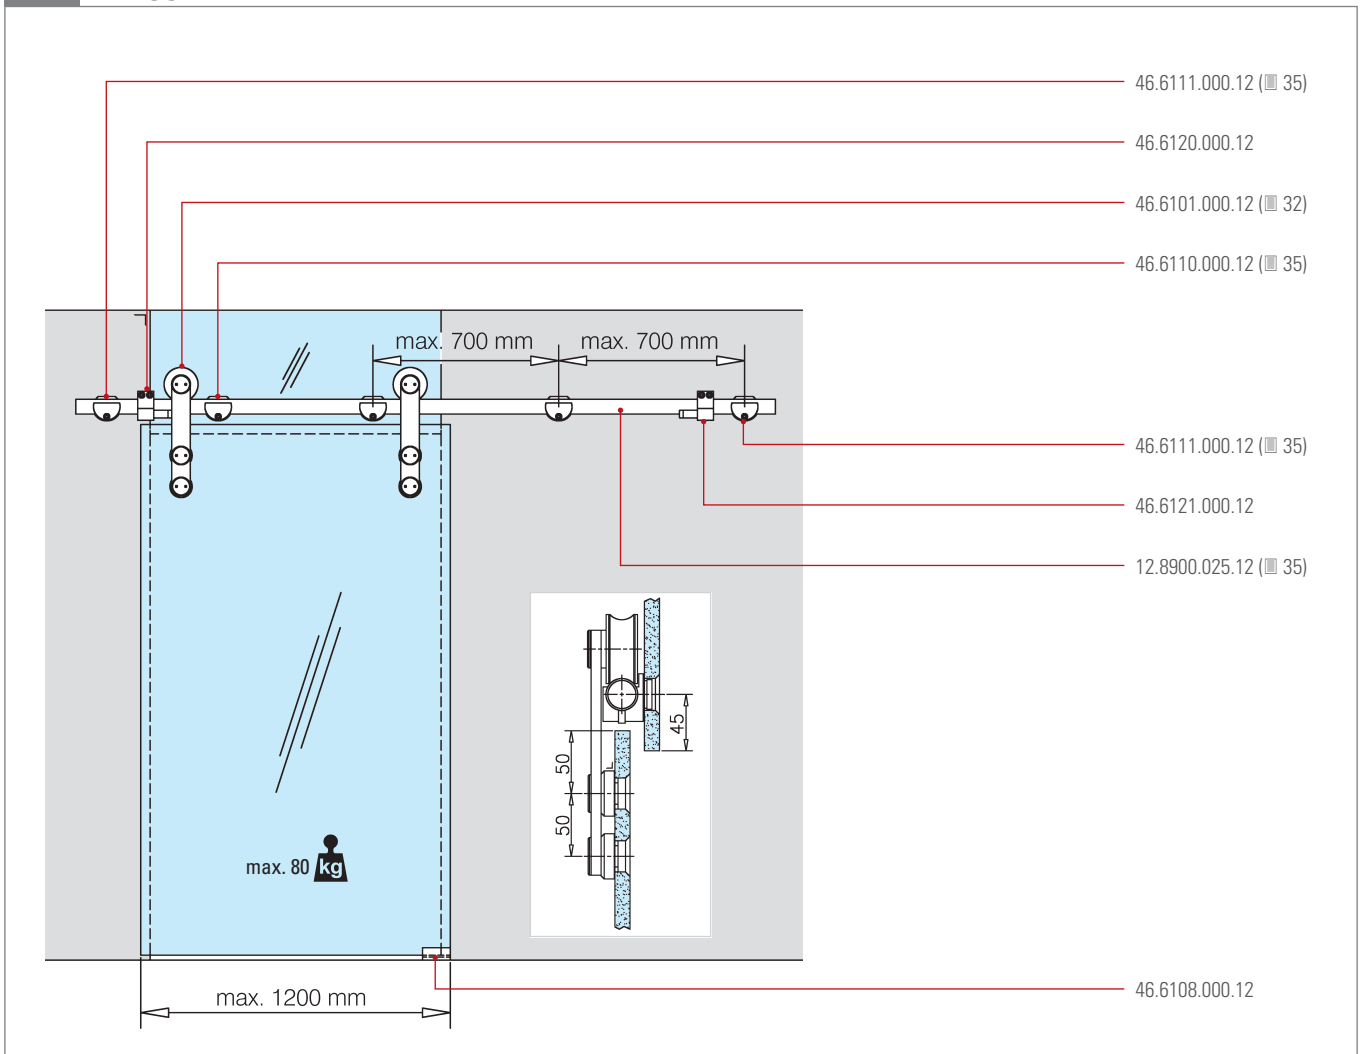 46.6111.000.12 ( 35)
46.6120.000.12
46.6101.000.12 ( 32)
46.6110.000.12 ( 35)
max. 700 mm max. 700 mm
46.6111.000.12 ( 35)
46.6121.000.12
12.8900.025.12 ( 35)
45
50
50
max. 80 kg
46.6108.000.12
max. 1200 mm